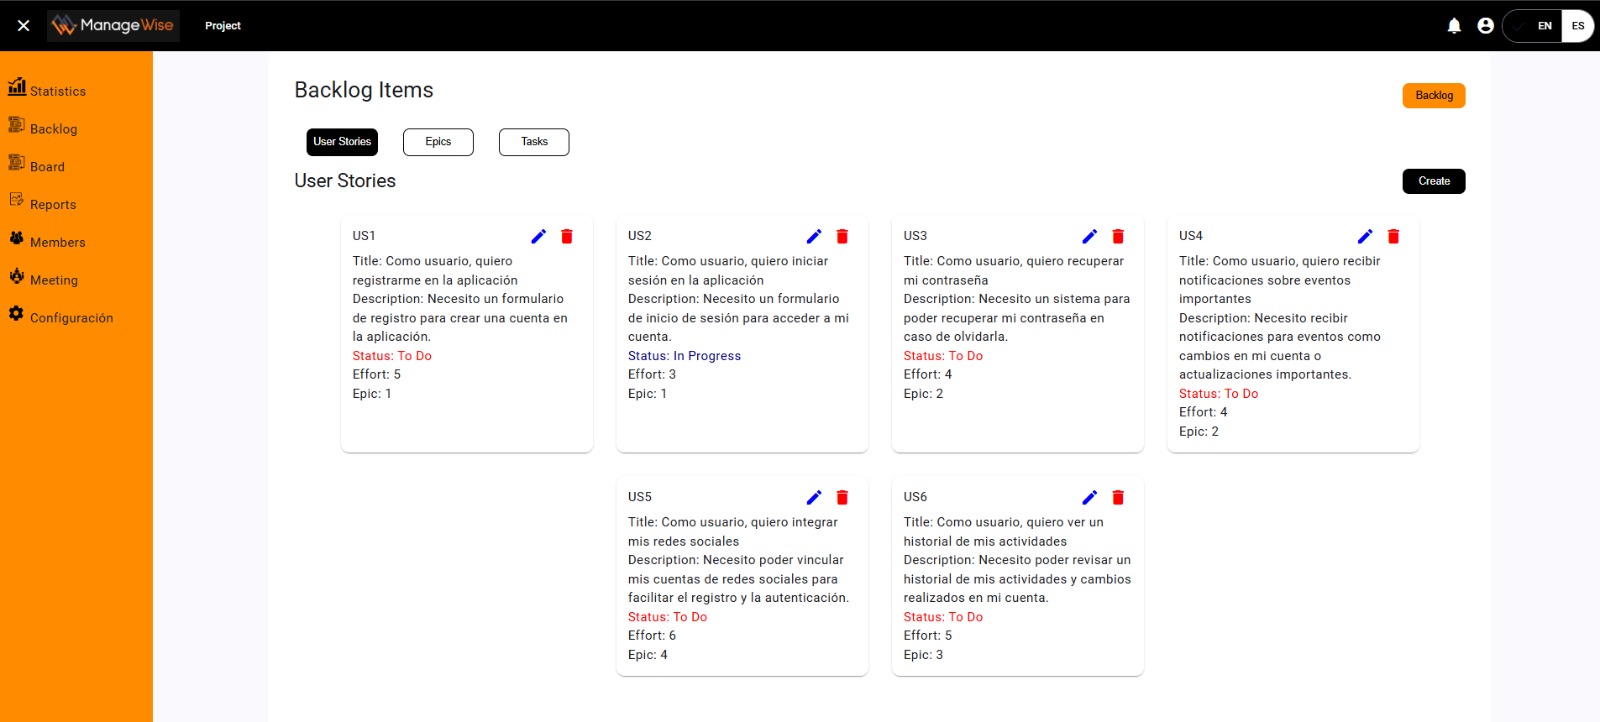 ManageWise
Project
EN
ES
Statistics
Backlog
Board
Reports
Members
Meeting
Configuración
Backlog Items
Backlog
User Stories
Epics
Tasks
User Stories
Create
US1
Title: Como usuario, quiero
registrarme en la aplicación
Description: Necesito un formulario
de registro para crear una cuenta en
la aplicación.
Status: To Do
Effort: 5
Epic: 1
US2
Title: Como usuario, quiero iniciar
sesión en la aplicación
Description: Necesito un formulario
de inicio de sesión para acceder a mi
cuenta.
Status: In Progress
Effort: 3
Epic: 1
US3
Title: Como usuario, quiero recuperar
mi contraseña
Description: Necesito un sistema para
poder recuperar mi contraseña en
caso de olvidarla.
Status: To Do
Effort: 4
Epic: 2
US4
Title: Como usuario, quiero recibir
notificaciones sobre eventos
importantes
Description: Necesito recibir
notificaciones para eventos como
cambios en mi cuenta o
actualizaciones importantes.
Status: To Do
Effort: 4
Epic: 2
US5
Title: Como usuario, quiero integrar
mis redes sociales
Description: Necesito poder vincular
mis cuentas de redes sociales para
facilitar el registro y la autenticación.
Status: To Do
Effort: 6
Epic: 4
US6
Title: Como usuario, quiero ver un
historial de mis actividades
Description: Necesito poder revisar un
historial de mis actividades y cambios
realizados en mi cuenta.
Status: To Do
Effort: 5
Epic: 3